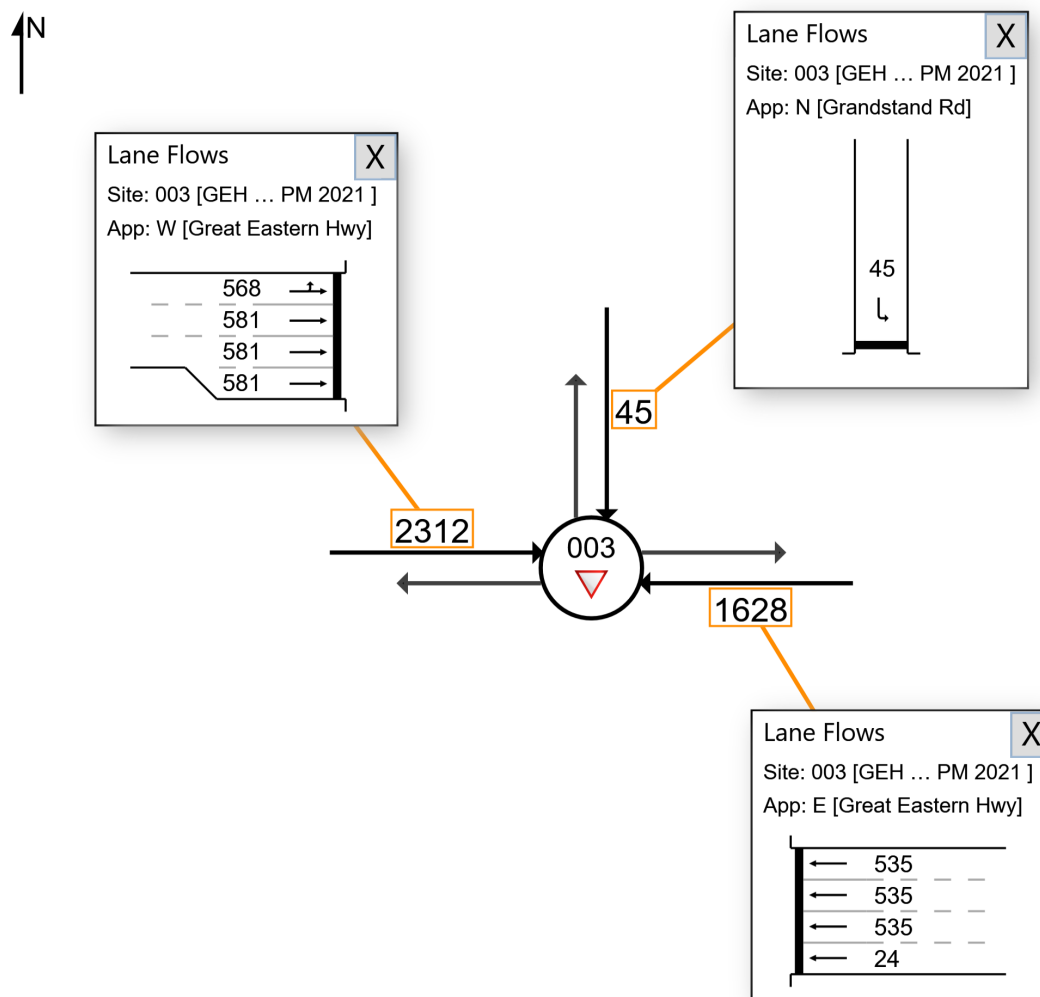 N
Lane Flows
X
Site: 003 [GEH ... PM 2021 ]
App: N [Grandstand Rd]
45
Lane Flows
X
Site: 003 [GEH ... PM 2021 ]
App: W [Great Eastern Hwy]
568
581
581
581
45
2312
003
1628
Lane Flows
X
Site: 003 [GEH ... PM 2021 ]
App: E [Great Eastern Hwy]
535
535
535
24